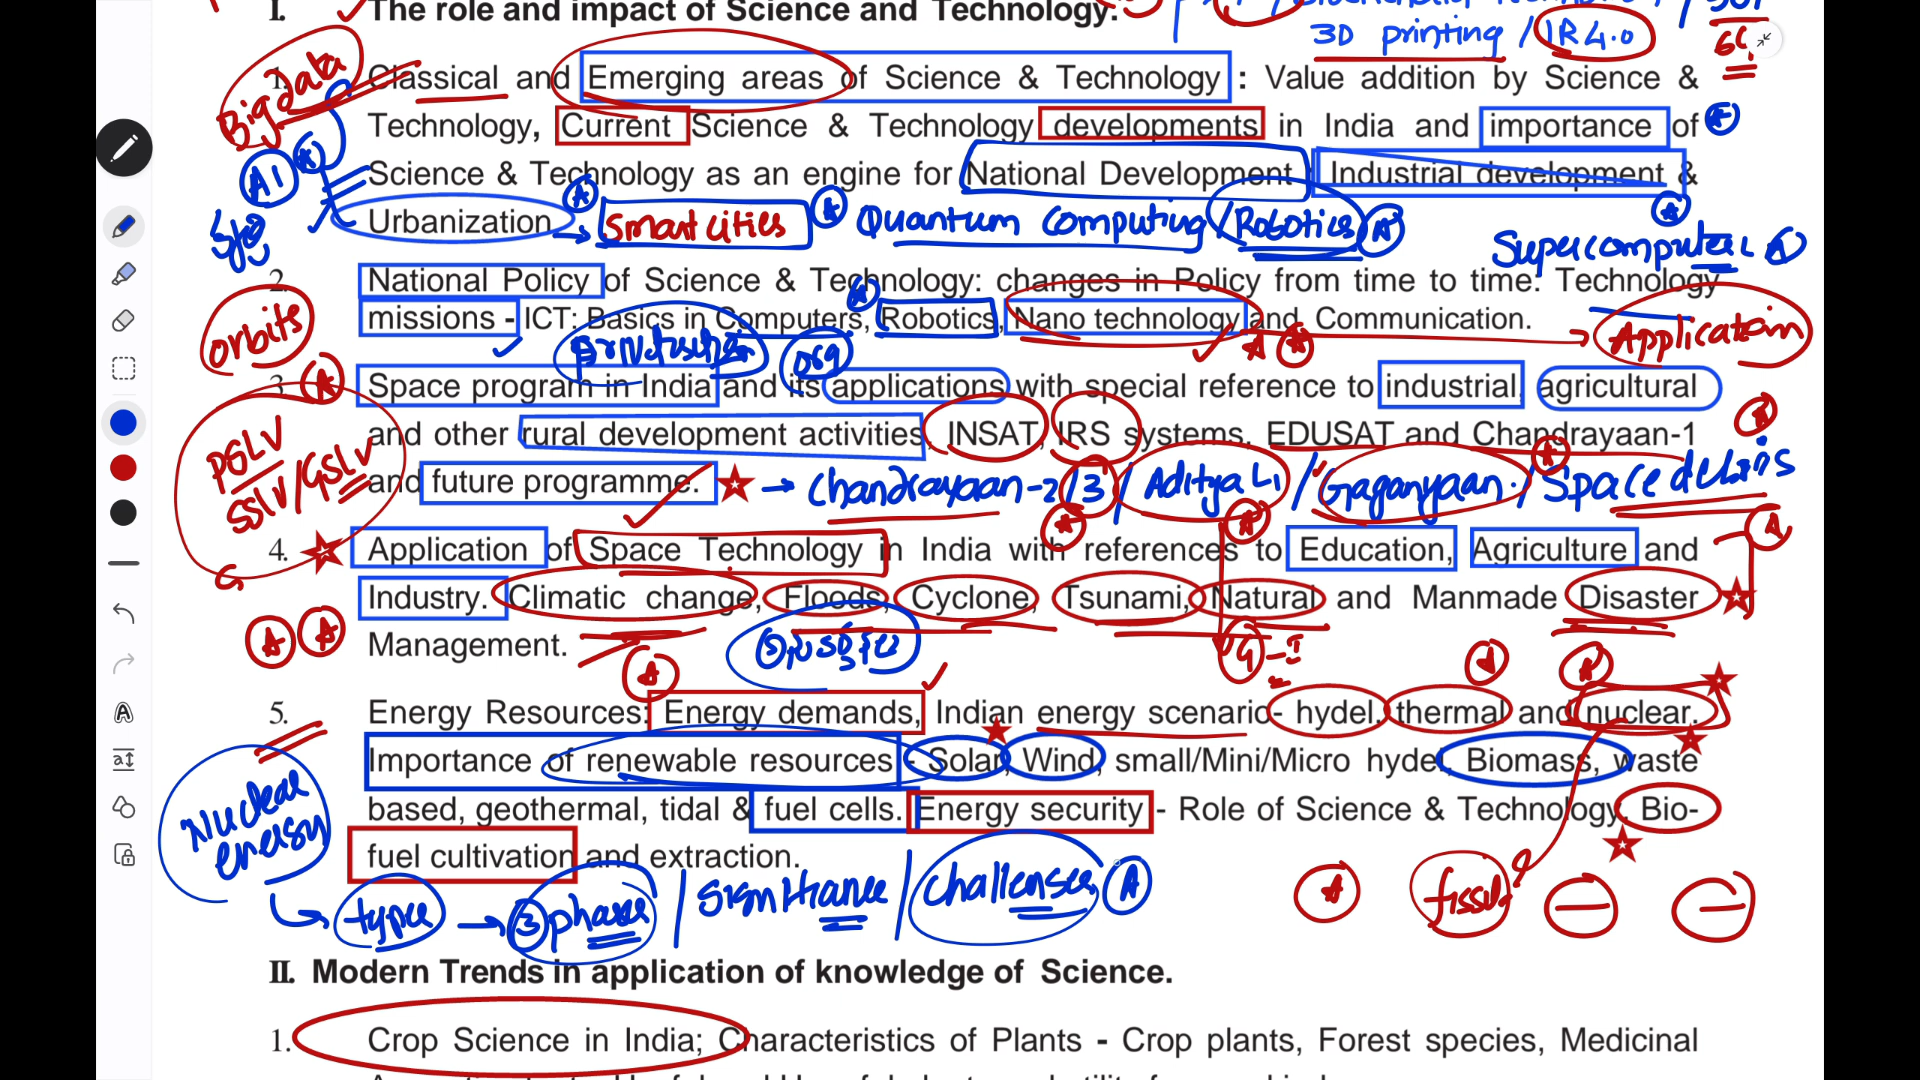 I. The role and impact of Science and Technology.
3D printing / IR4.0
Big data
1. Classical and Emerging areas of Science & Technology : Value addition by Science &
Technology, Current Science & Technology developments in India and importance of
AI
Science & Technology as an engine for National Development, Industrial development &
Urbanization → Smart cities Quantum Computing / Robotics
Supercomputer
2. National Policy of Science & Technology: changes in Policy from time to time: Technology
missions - ICT: Basics in Computers, Robotics, Nano technology and Communication.
Application
orbits
3. Space program in India and its applications with special reference to industrial, agricultural
and other rural development activities, INSAT, IRS systems, EDUSAT and Chandrayaan-1
PSLV
SSLV/GSLV
and future programme. → Chandrayaan-2/3 / Aditya L1 / Gaganyaan / Space debris
4. Application of Space Technology in India with references to Education, Agriculture and
Industry. Climatic change, Floods, Cyclone, Tsunami, Natural and Manmade Disaster
Management.
5. Energy Resources: Energy demands, Indian energy scenario- hydel, thermal and nuclear.
Importance of renewable resources - Solar, Wind, small/Mini/Micro hydel, Biomass, waste
based, geothermal, tidal & fuel cells. Energy security - Role of Science & Technology. Bio-
fuel cultivation and extraction.
Nuclear
energy
types → 3 phases / Significance / Challenges A
II. Modern Trends in application of knowledge of Science.
1. Crop Science in India; Characteristics of Plants - Crop plants, Forest species, Medicinal